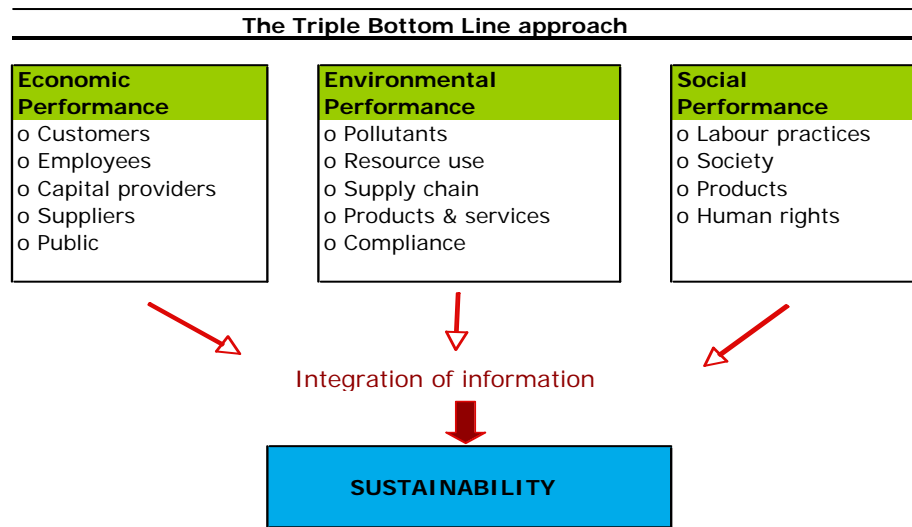 The Triple Bottom Line approach
Economic
Performance
o Customers
o Employees
o Capital providers
o Suppliers
o Public
Environmental
Performance
o Pollutants
o Resource use
o Supply chain
o Products & services
o Compliance
Social
Performance
o Labour practices
o Society
o Products
o Human rights
Integration of information
SUSTAINABILITY